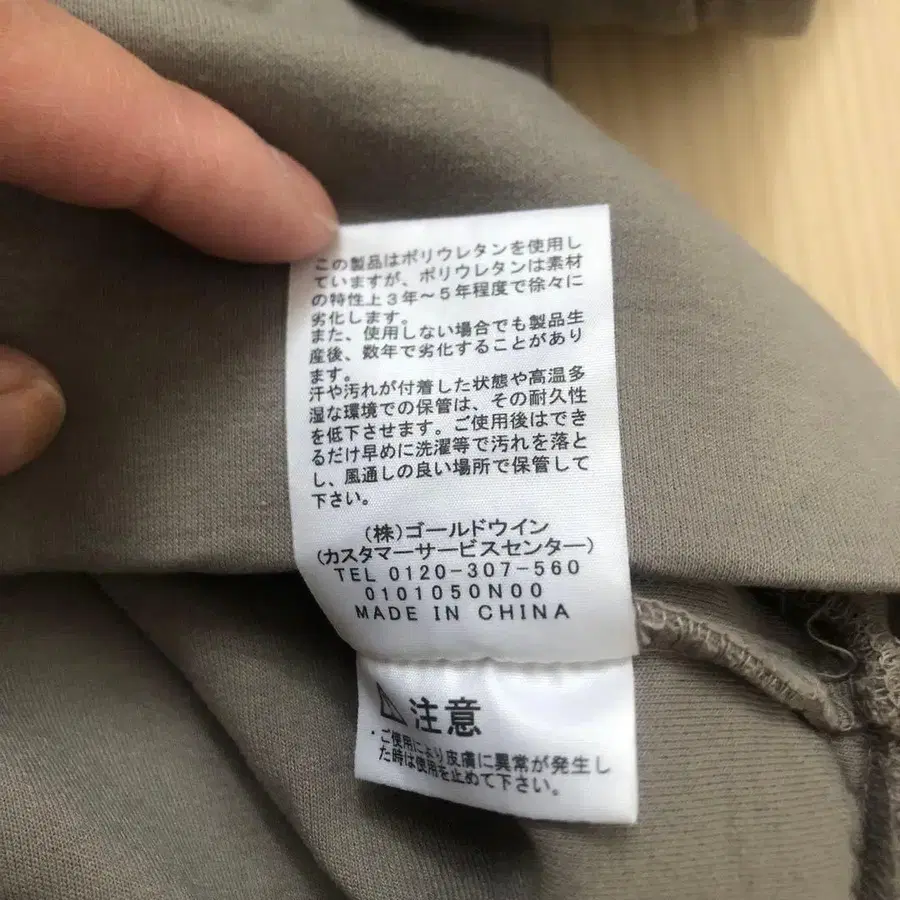 この製品はポリウレタンを使用し
ていますが、ポリウレタンは素材
の特性上3年～5年程度で徐々に
劣化します。
また、使用しない場合でも製品生
産後、数年で劣化することがあり
ます。
汗や汚れが付着した状態や高温多
湿な環境での保管は、その耐久性
を低下させます。ご使用後はでき
るだけ早めに洗濯等で汚れを落と
し、風通しの良い場所で保管して
下さい。
(株)ゴールドウイン
(カスタマーサービスセンター)
TEL 0120-307-560
0101050N00
MADE IN CHINA
注意
・ご使用により皮膚に異常が発生し
た時は使用を止めて下さい。